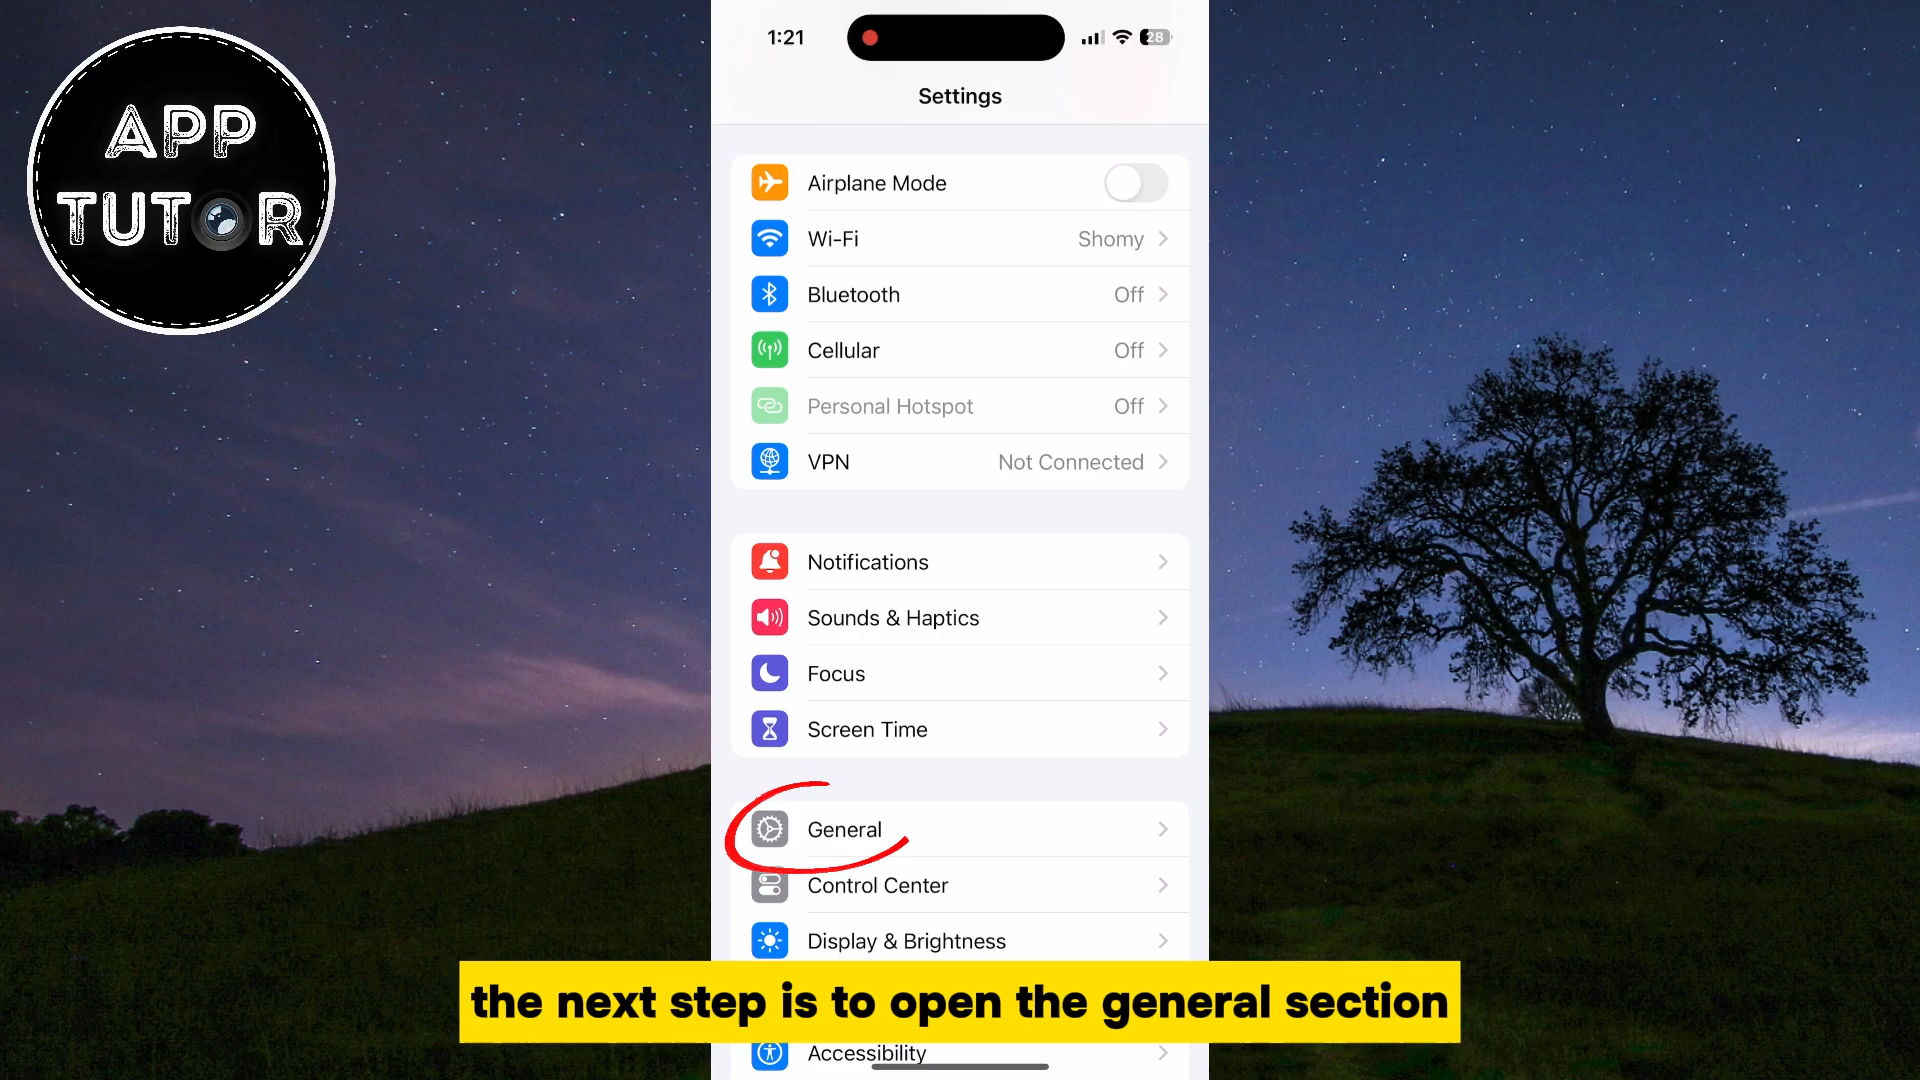 APP
TUTOR
1:21
28
Settings
Airplane Mode
Wi-Fi Shomy
Bluetooth Off
Cellular Off
Personal Hotspot Off
VPN Not Connected
Notifications
Sounds & Haptics
Focus
Screen Time
General
Control Center
Display & Brightness
the next step is to open the general section
Accessibility